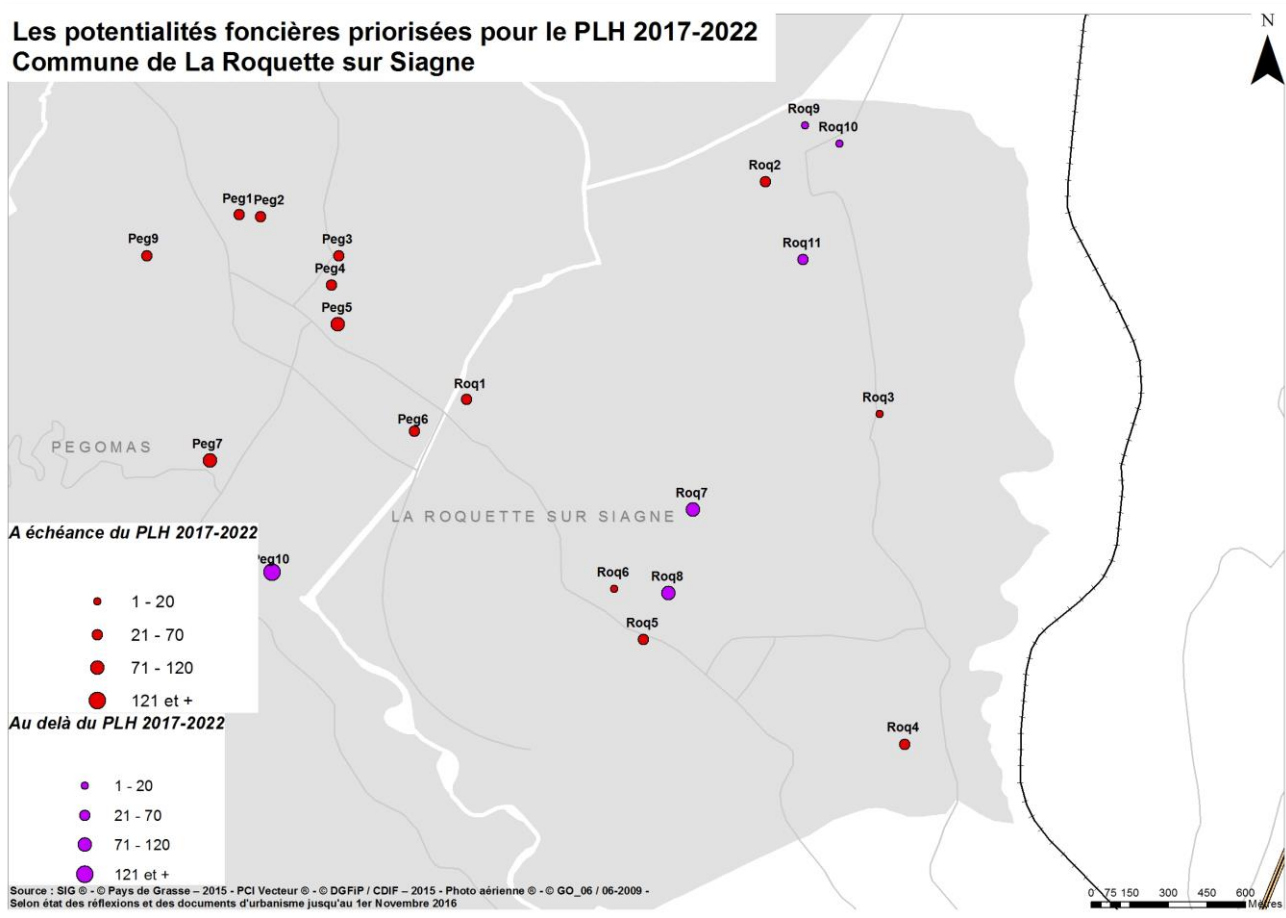 Les potentialités foncières priorisées pour le PLH 2017-2022
Commune de La Roquette sur Siagne
N
Roq9
Roq10
Roq2
Peg1
Peg2
Peg9
Peg3
Roq11
Peg4
Peg5
Roq1
Roq3
Peg6
PEGOMAS
Peg7
Roq7
LA ROQUETTE SUR SIAGNE
A échéance du PLH 2017-2022
Peg10
Roq6
Roq8
1 - 20
Roq5
21 - 70
71 - 120
121 et +
Roq4
Au delà du PLH 2017-2022
1 - 20
21 - 70
71 - 120
121 et +
Source : SIG ® - © Pays de Grasse – 2015 - PCI Vecteur ® - © DGFiP / CDIF – 2015 - Photo aérienne ® - © GO_06 / 06-2009 -
Selon état des réflexions et des documents d'urbanisme jusqu'au 1er Novembre 2016
0 75 150 300 450 600
Mètres